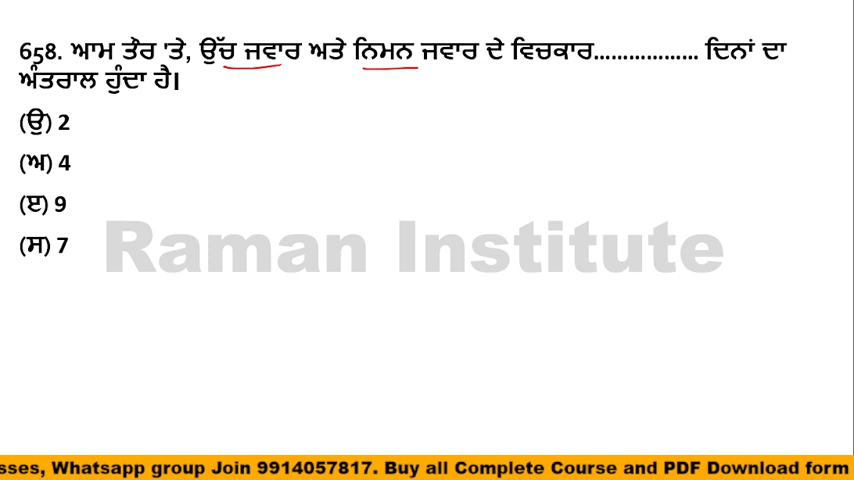 658. ਆਮ ਤੌਰ 'ਤੇ, ਉੱਚ ਜਵਾਰ ਅਤੇ ਨਿਮਨ ਜਵਾਰ ਦੇ ਵਿਚਕਾਰ................... ਦਿਨਾਂ ਦਾ
ਅੰਤਰਾਲ ਹੁੰਦਾ ਹੈ।
(ਉ) 2
(ਅ) 4
(ੲ) 9
(ਸ) 7
Raman Institute
sses, Whatsapp group Join 9914057817. Buy all Complete Course and PDF Download form